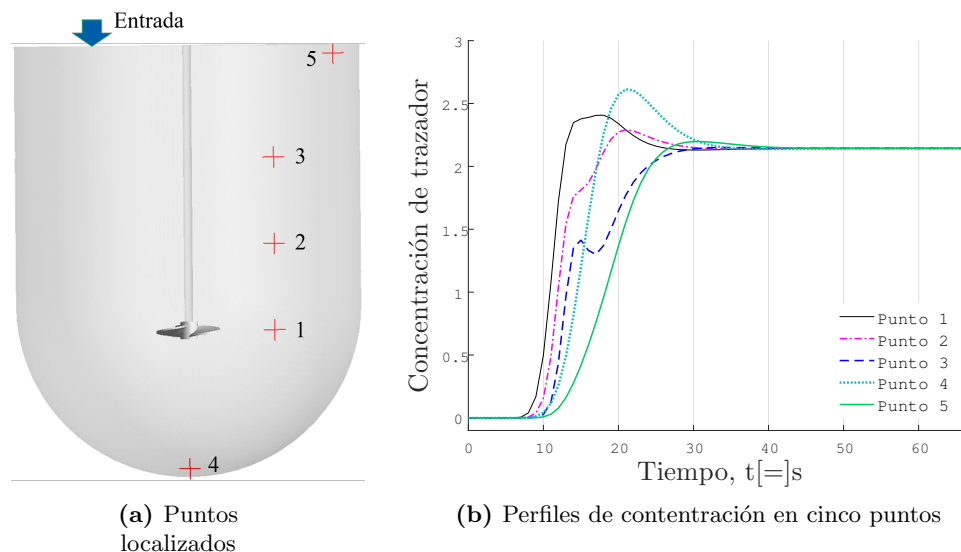 Entrada
5
3
2
1
4
(a) Puntos
localizados
Concentración de trazador
3
2.5
2
1.5
1
0.5
0
0 10 20 30 40 50 60
Tiempo, t[=]s
Punto 1
Punto 2
Punto 3
Punto 4
Punto 5
(b) Perfiles de contentración en cinco puntos